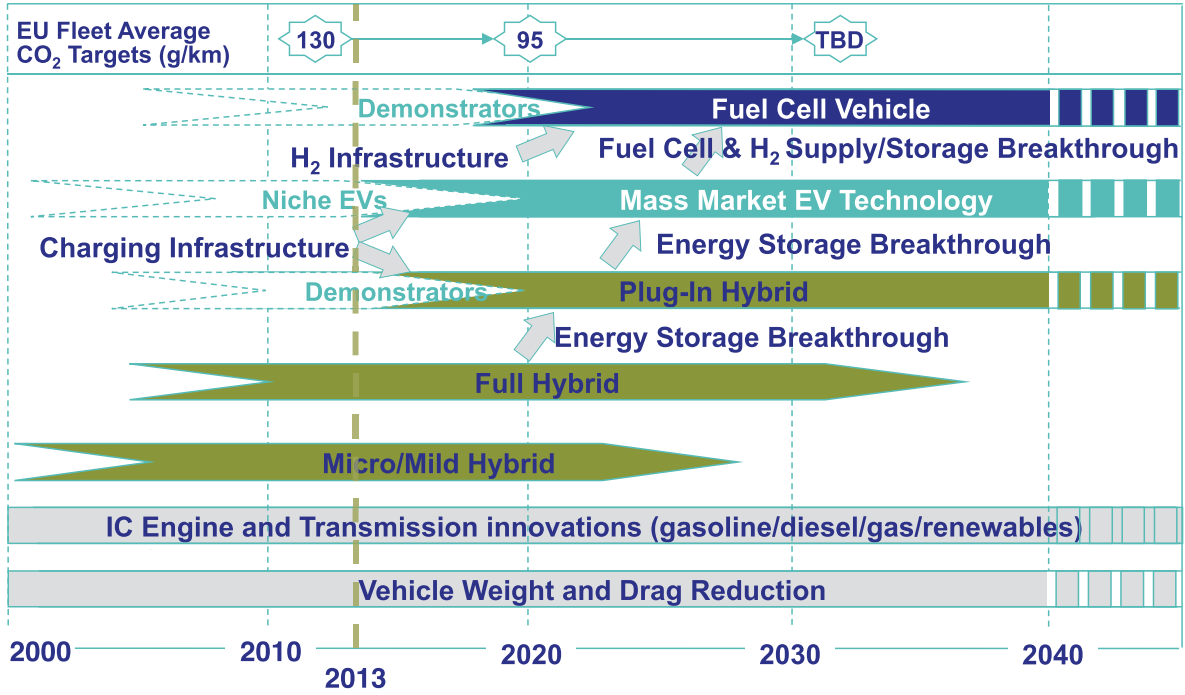 EU Fleet Average
CO₂ Targets (g/km)
130
95
TBD
Demonstrators
Fuel Cell Vehicle
H₂ Infrastructure
Fuel Cell & H₂ Supply/Storage Breakthrough
Niche EVs
Mass Market EV Technology
Charging Infrastructure
Energy Storage Breakthrough
Demonstrators
Plug-In Hybrid
Energy Storage Breakthrough
Full Hybrid
Micro/Mild Hybrid
IC Engine and Transmission innovations (gasoline/diesel/gas/renewables)
Vehicle Weight and Drag Reduction
2000
2010
2020
2030
2040
2013